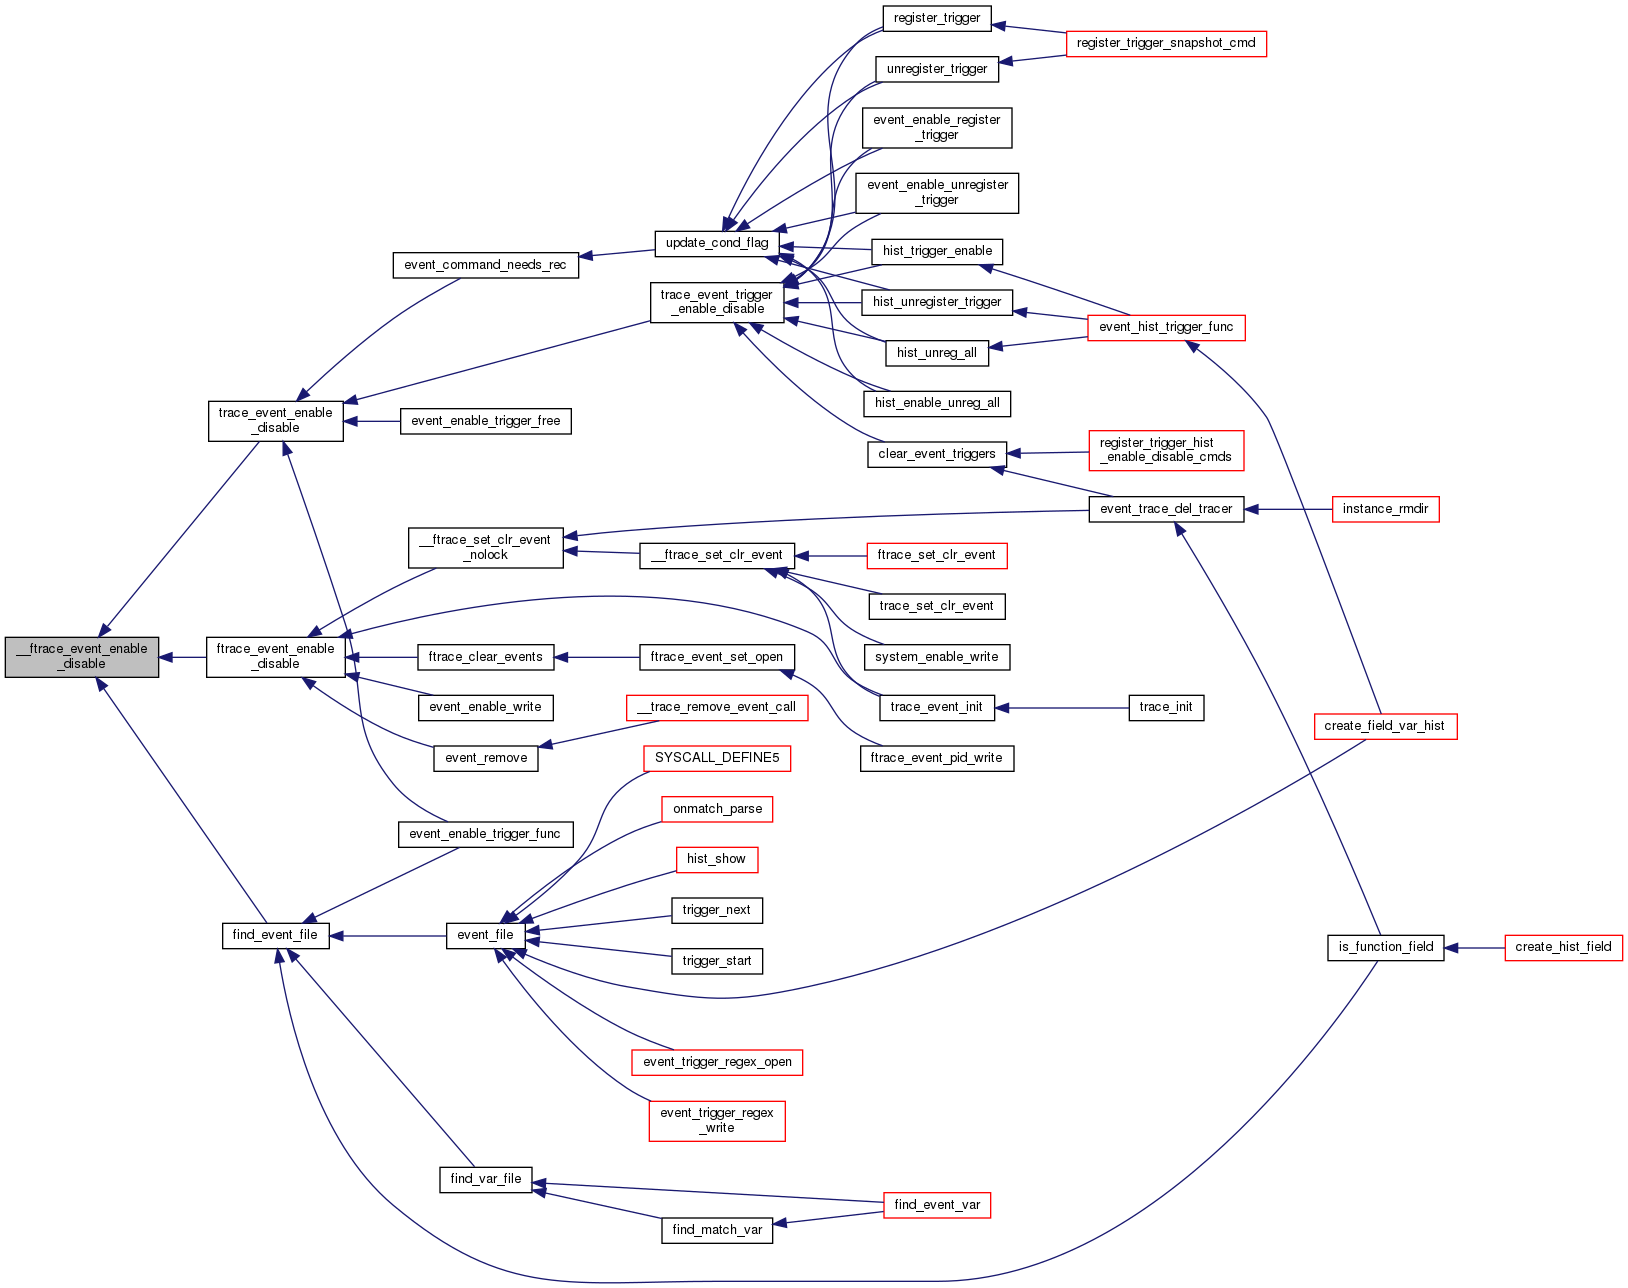 register_trigger
register_trigger_snapshot_cmd
unregister_trigger
event_enable_register
_trigger
event_enable_unregister
_trigger
update_cond_flag
hist_trigger_enable
event_command_needs_rec
trace_event_trigger
_enable_disable
hist_unregister_trigger
event_hist_trigger_func
hist_unreg_all
hist_enable_unreg_all
trace_event_enable
_disable
event_enable_trigger_free
clear_event_triggers
register_trigger_hist
_enable_disable_cmds
event_trace_del_tracer
instance_rmdir
__ftrace_set_clr_event
_nolock
__ftrace_set_clr_event
ftrace_set_clr_event
trace_set_clr_event
__ftrace_event_enable
_disable
ftrace_event_enable
_disable
ftrace_clear_events
ftrace_event_set_open
system_enable_write
event_enable_write
__trace_remove_event_call
trace_event_init
trace_init
create_field_var_hist
event_remove
SYSCALL_DEFINE5
ftrace_event_pid_write
onmatch_parse
event_enable_trigger_func
hist_show
trigger_next
find_event_file
event_file
trigger_start
is_function_field
create_hist_field
event_trigger_regex_open
event_trigger_regex
_write
find_var_file
find_event_var
find_match_var